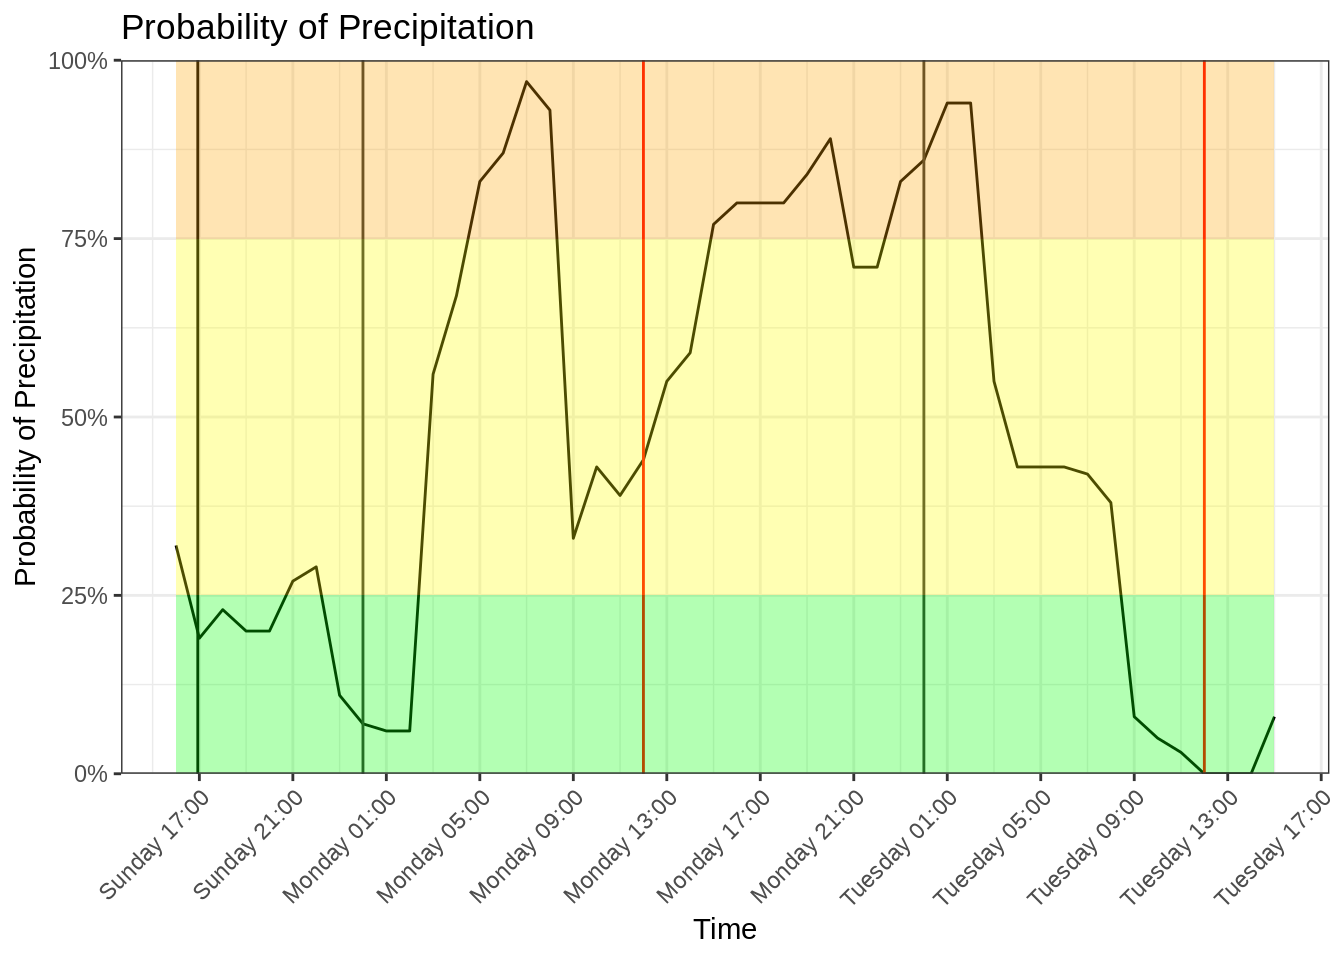 Probability of Precipitation
Probability of Precipitation
100%
75%
50%
25%
0%
Sunday 17:00
Sunday 21:00
Monday 01:00
Monday 05:00
Monday 09:00
Monday 13:00
Monday 17:00
Monday 21:00
Tuesday 01:00
Tuesday 05:00
Tuesday 09:00
Tuesday 13:00
Tuesday 17:00
Time